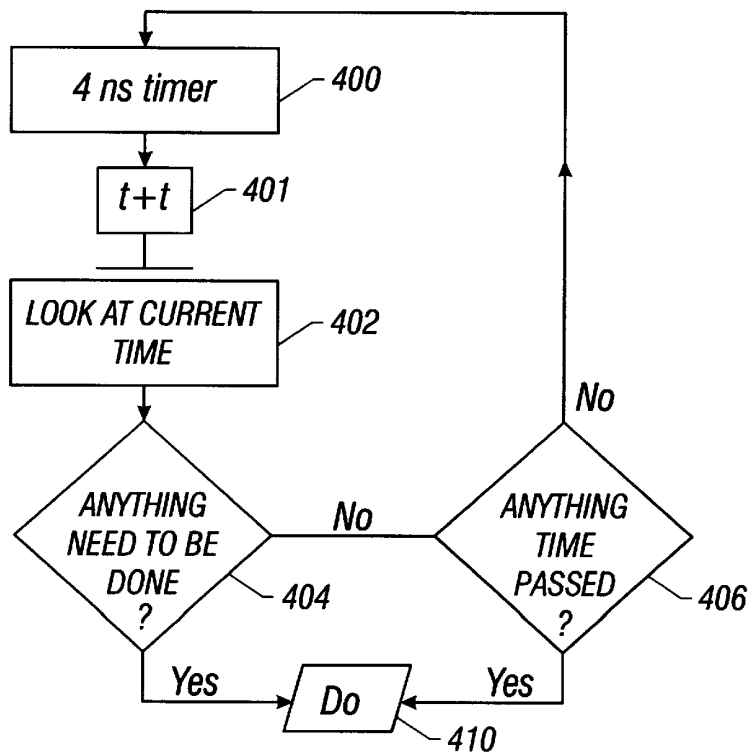 4 ns timer
400
t+t
401
LOOK AT CURRENT
TIME
402
No
ANYTHING
NEED TO BE
DONE
?
404
No
ANYTHING
TIME
PASSED
?
406
Yes
Do
Yes
410